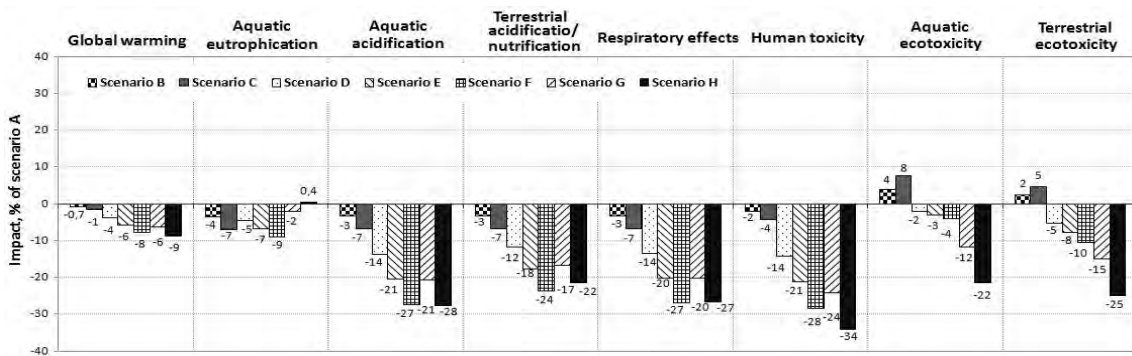 Global warming
Aquatic
eutrophication
Aquatic
acidification
Terrestrial
acidificatio/
nutrification
Respiratory effects
Human toxicity
Aquatic
ecotoxicity
Terrestrial
ecotoxicity
Impact, % of scenario A
40
30
20
10
0
-10
-20
-30
-40
Scenario B Scenario C Scenario D Scenario E Scenario F Scenario G Scenario H
-0,7 -1 -4 -6 -8 -6 -9
-4 -7 -5 -7 -9 -2 0,4
-3 -7 -14 -21 -27 -21 -28
-3 -7 -12 -18 -24 -17 -22
-3 -7 -14 -20 -27 -20 -27
-2 -4 -14 -21 -28 -24 -34
4 8 -2 -3 -4 -12 -22
2 5 -5 -8 -10 -15 -25